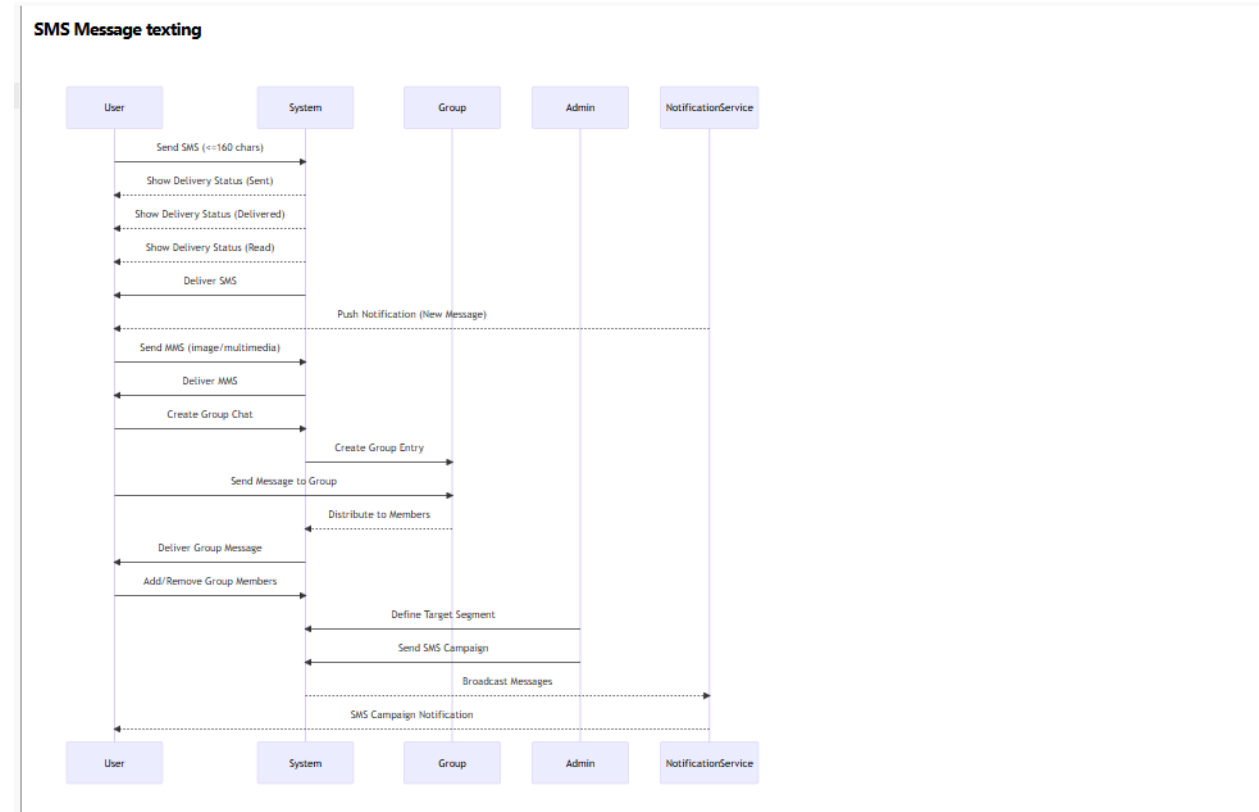 SMS Message texting
User System Group Admin NotificationService
Send SMS (<=160 chars)
Show Delivery Status (Sent)
Show Delivery Status (Delivered)
Show Delivery Status (Read)
Deliver SMS
Push Notification (New Message)
Send MMS (image/multimedia)
Deliver MMS
Create Group Chat
Create Group Entry
Send Message to Group
Distribute to Members
Deliver Group Message
Add/Remove Group Members
Define Target Segment
Send SMS Campaign
Broadcast Messages
SMS Campaign Notification
User System Group Admin NotificationService